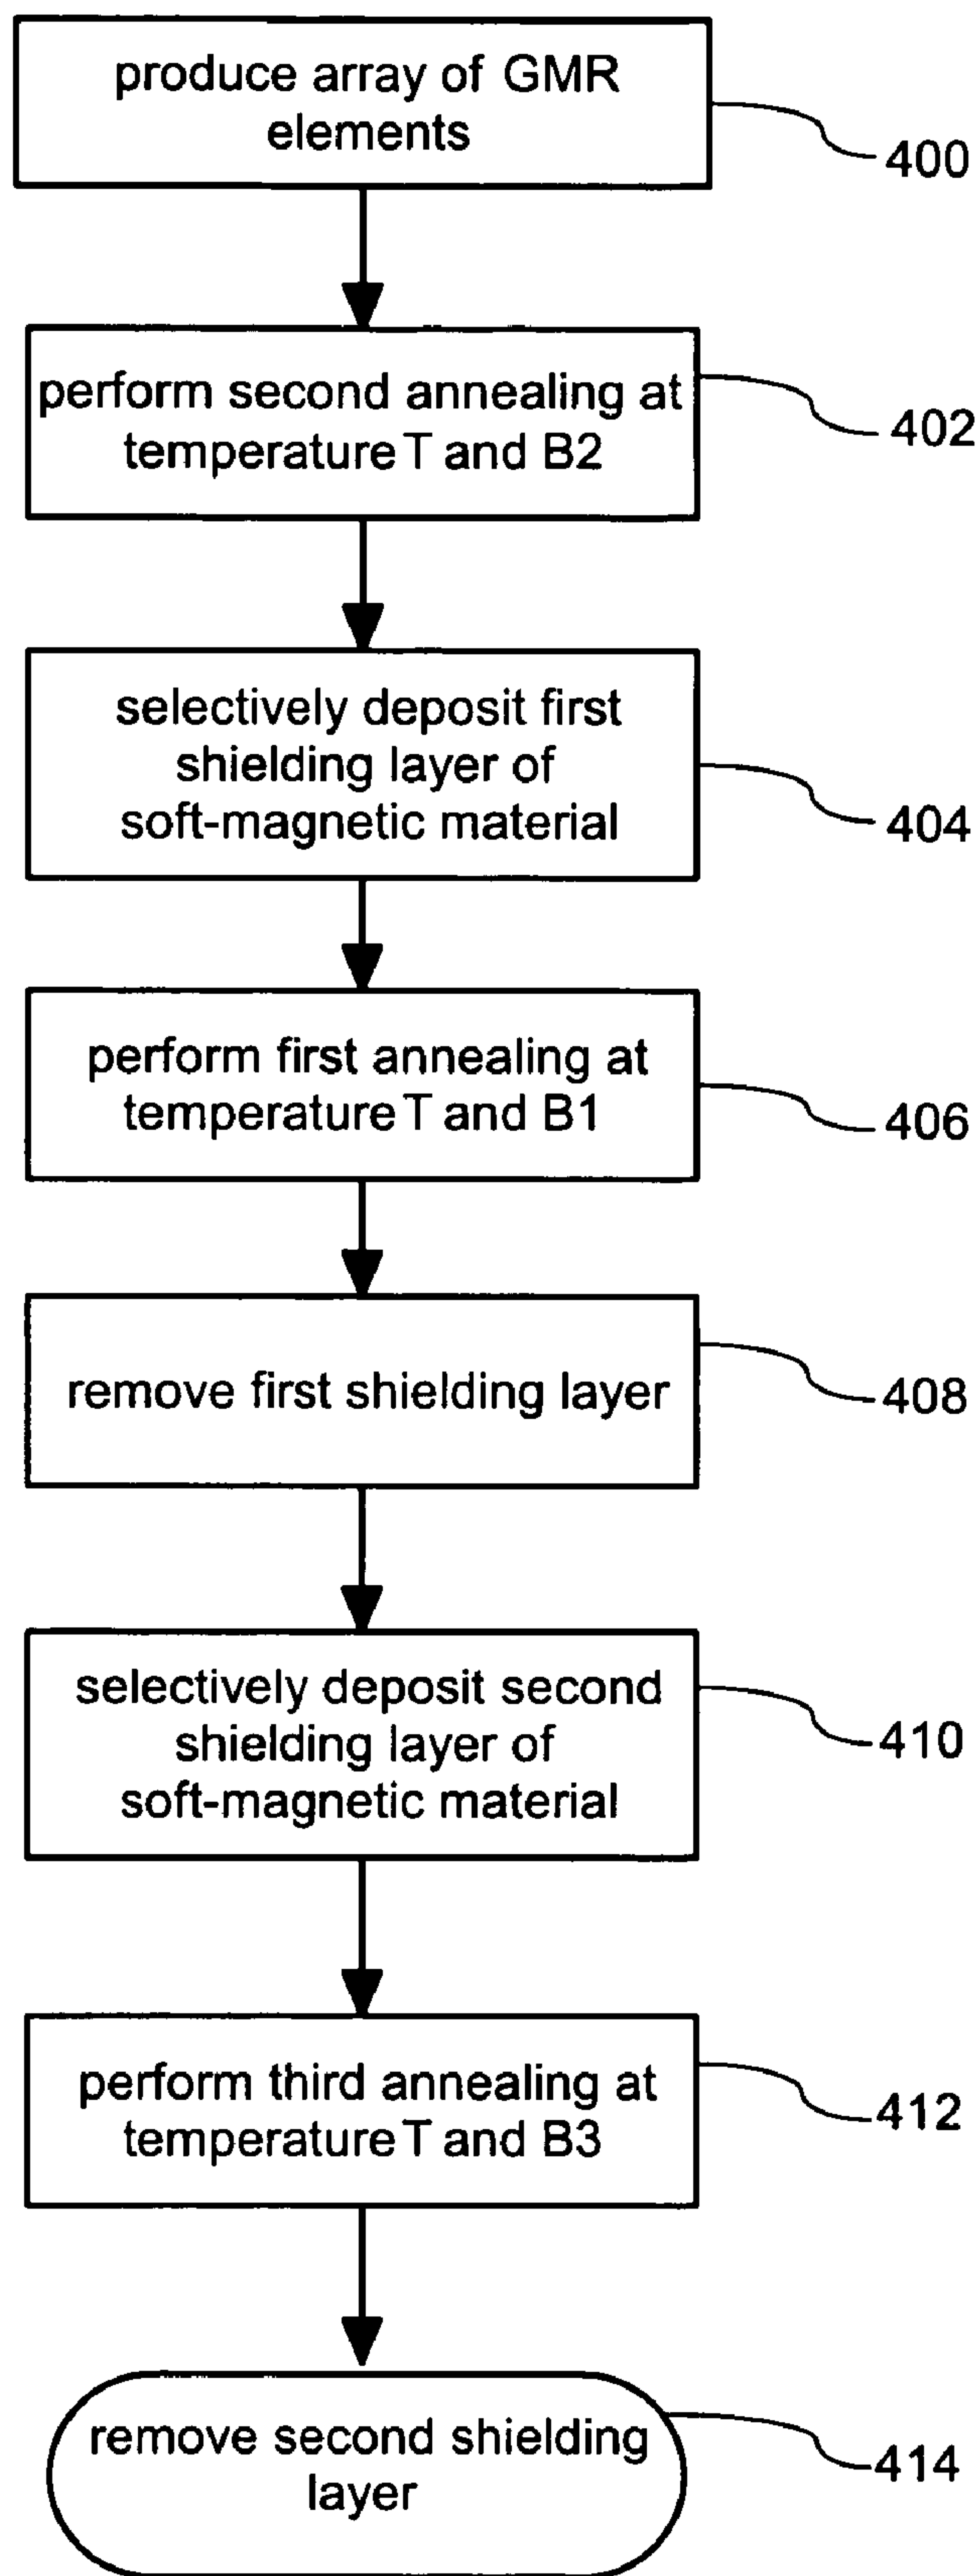 produce array of GMR
elements
400
perform second annealing at
temperature T and B2
402
selectively deposit first
shielding layer of
soft-magnetic material
404
perform first annealing at
temperature T and B1
406
remove first shielding layer
408
selectively deposit second
shielding layer of
soft-magnetic material
410
perform third annealing at
temperature T and B3
412
remove second shielding
layer
414